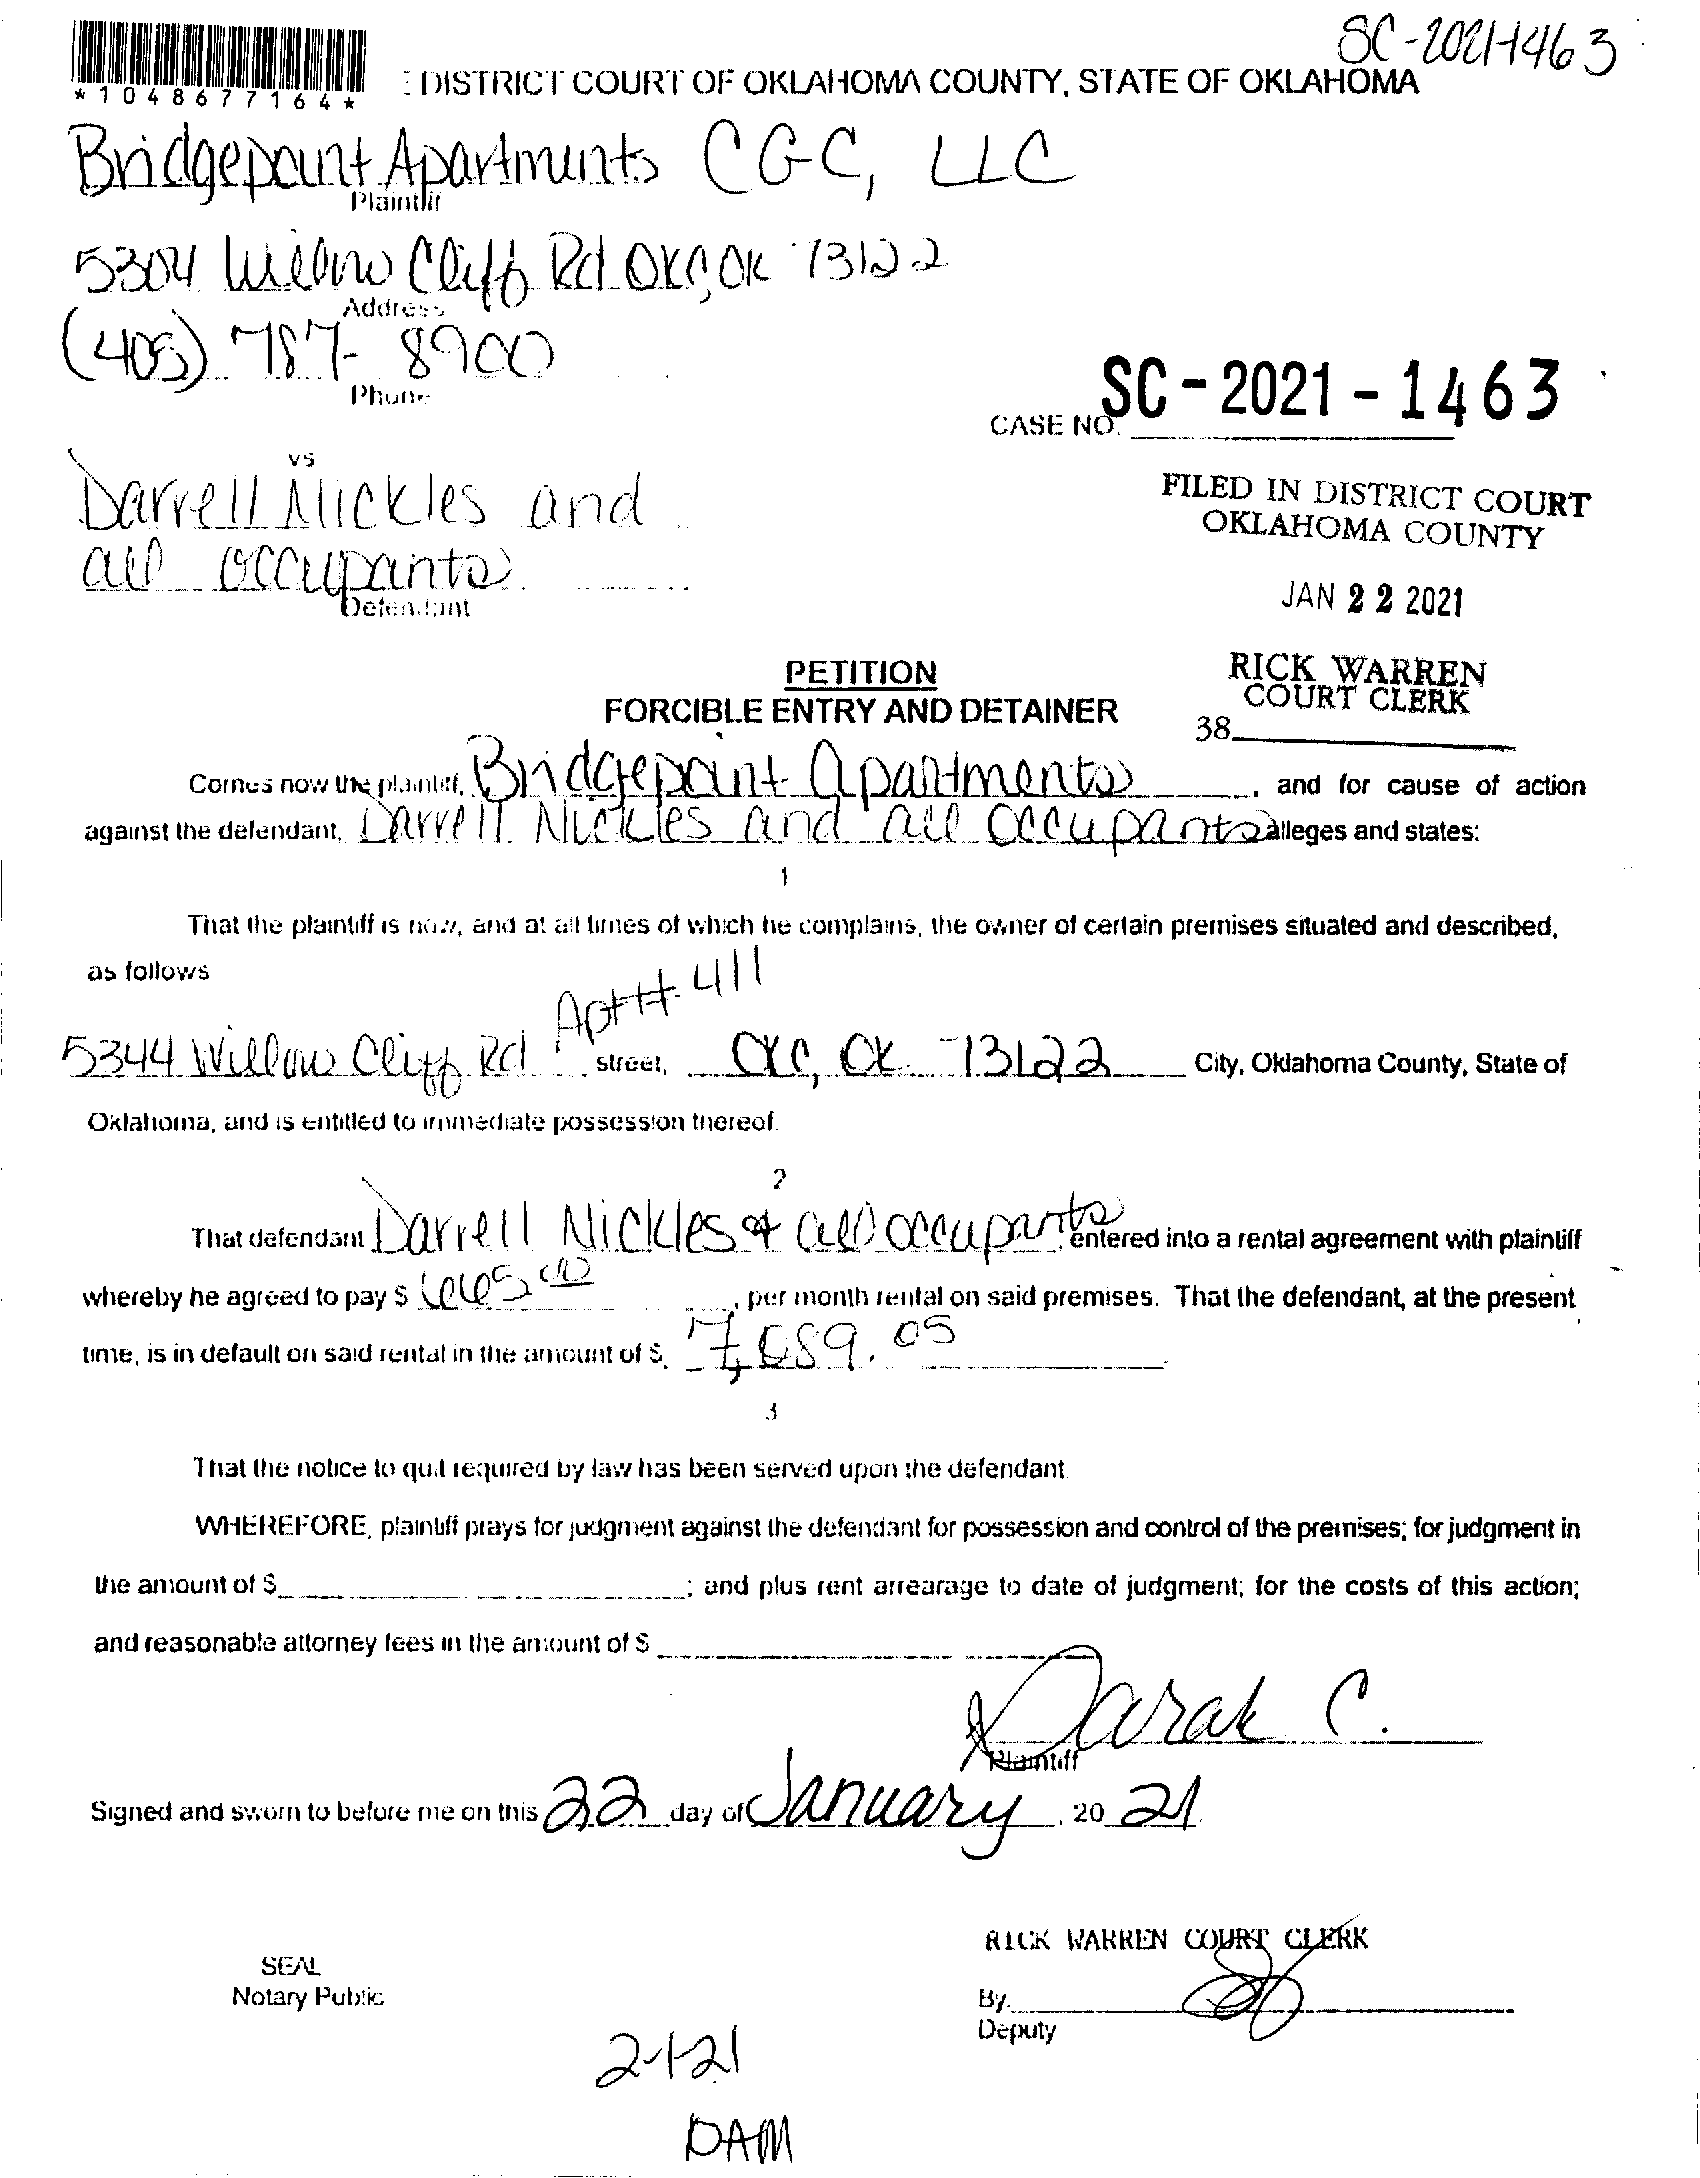 SC-2021-1463
*1048677164*
: DISTRICT COURT OF OKLAHOMA COUNTY, STATE OF OKLAHOMA
Bridgepoint Apartments CGC, LLC
Plaintiff
5304 Willow Cliff Rd OKC, OK 73122
Address
(405) 787-8900
Phone
SC-2021-1463
CASE NO.
vs
Darrell Nickles and
all occupants
Defendant
FILED IN DISTRICT COURT
OKLAHOMA COUNTY
JAN 22 2021
RICK WARREN
COURT CLERK
38
PETITION
FORCIBLE ENTRY AND DETAINER
Comes now the plaintiff, Bridgepoint Apartments, and for cause of action
against the defendant, Darrell Nickles and all occupants alleges and states:
1
That the plaintiff is now, and at all times of which he complains, the owner of certain premises situated and described,
as follows
Apt# 411
5344 Willow Cliff Rd street, OKC, OK 73122 City, Oklahoma County, State of
Oklahoma, and is entitled to immediate possession thereof.
2
That defendant Darrell Nickles & all occupants entered into a rental agreement with plaintiff
whereby he agreed to pay $ 665.00, per month rental on said premises. That the defendant, at the present
time, is in default on said rental in the amount of $. 05
3
That the notice to quit required by law has been served upon the defendant
WHEREFORE, plaintiff prays for judgment against the defendant for possession and control of the premises; for judgment in
the amount of $ ; and plus rent arrearage to date of judgment; for the costs of this action;
and reasonable attorney fees in the amount of $
C.
Plaintiff
Signed and sworn to before me on this 22 day of January, 20 21
RICK WARREN COURT CLERK
SEAL
Notary Public
By
Deputy
2-1-21
DAM